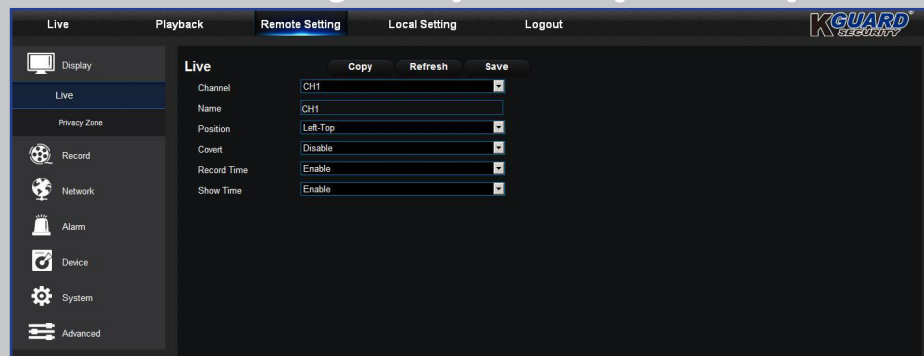 Live Playback Remote Setting Local Setting Logout KGUARD SECURITY
Display
Live
Privacy Zone
Record
Network
Alarm
Device
System
Advanced
Live Copy Refresh Save
Channel CH1
Name CH1
Position Left-Top
Covert Disable
Record Time Enable
Show Time Enable